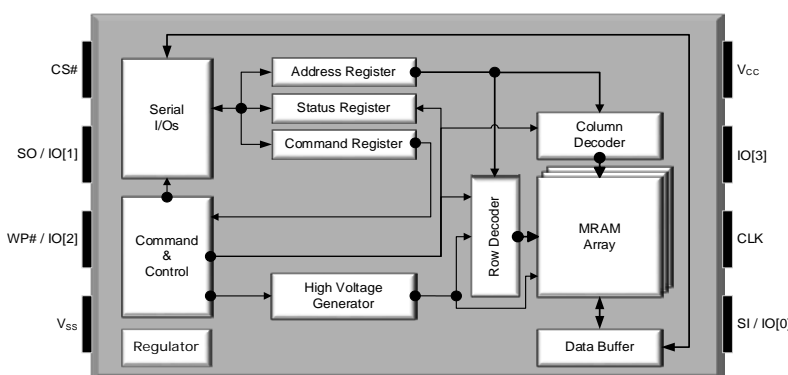 CS#
SO / IO[1]
WP# / IO[2]
VSS
Serial
I/Os
Command
&
Control
Regulator
Address Register
Status Register
Command Register
High Voltage
Generator
Row Decoder
Column
Decoder
MRAM
Array
Data Buffer
VCC
IO[3]
CLK
SI / IO[0]